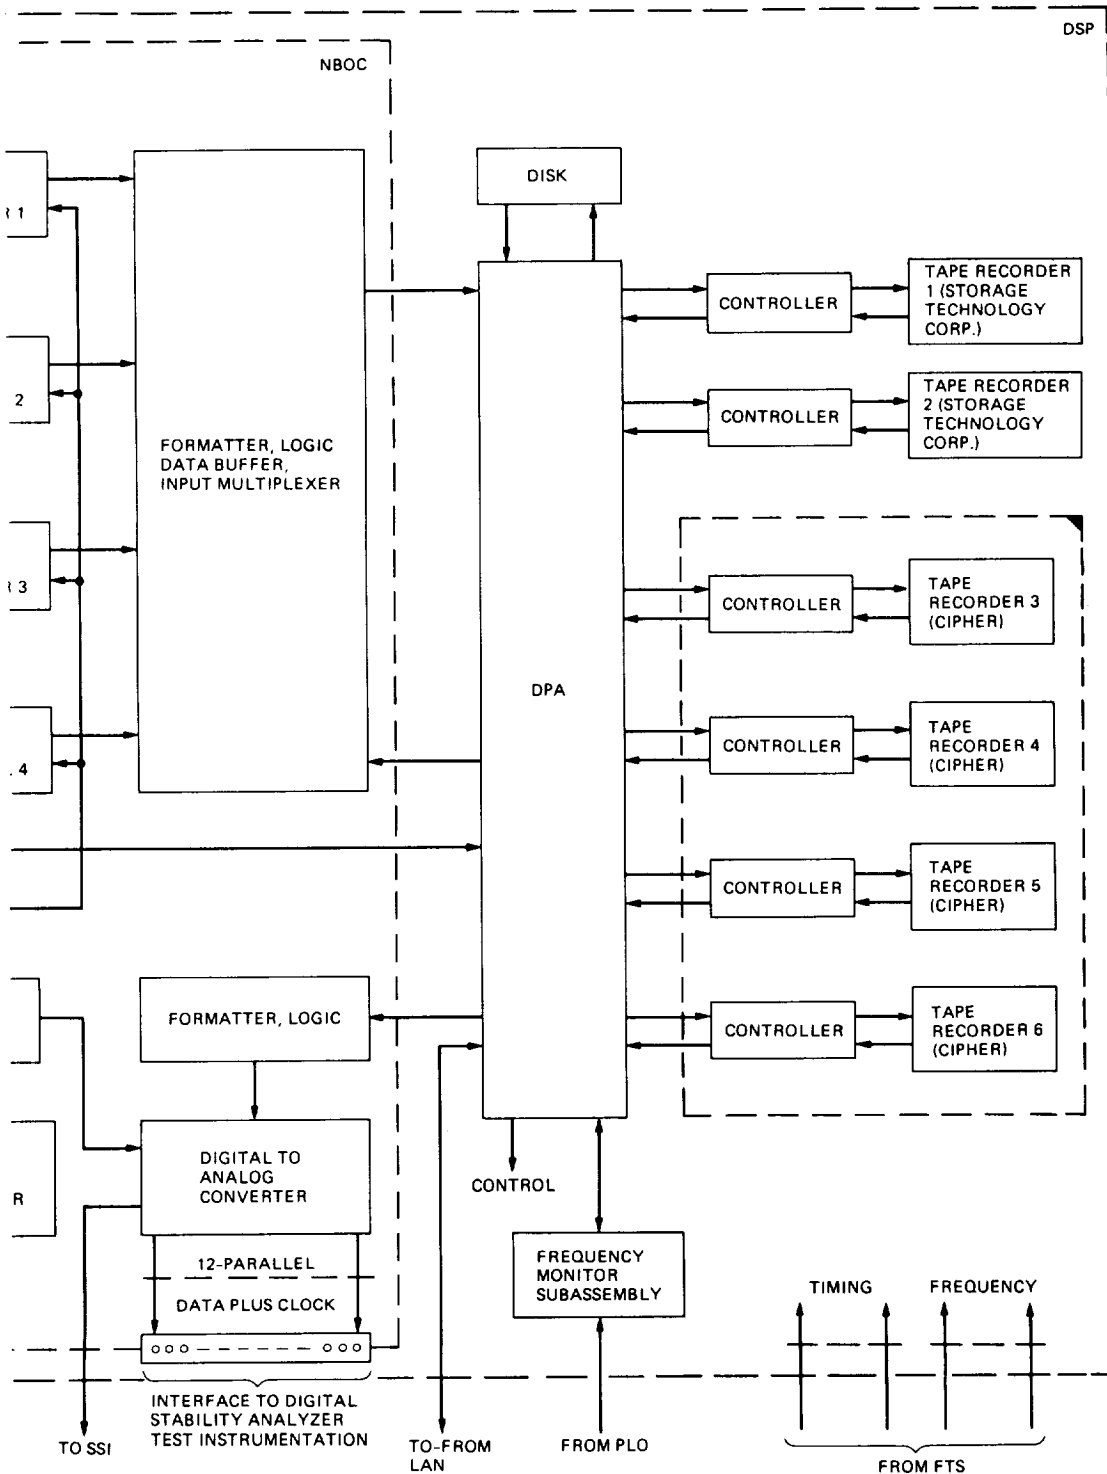 DSP
NBOC
DISK
R 1
2
R 3
4
FORMATTER, LOGIC
DATA BUFFER,
INPUT MULTIPLEXER
DPA
CONTROLLER
TAPE RECORDER
1 (STORAGE
TECHNOLOGY
CORP.)
CONTROLLER
TAPE RECORDER
2 (STORAGE
TECHNOLOGY
CORP.)
CONTROLLER
TAPE
RECORDER 3
(CIPHER)
CONTROLLER
TAPE
RECORDER 4
(CIPHER)
CONTROLLER
TAPE
RECORDER 5
(CIPHER)
CONTROLLER
TAPE
RECORDER 6
(CIPHER)
FORMATTER, LOGIC
R
DIGITAL TO
ANALOG
CONVERTER
12-PARALLEL
DATA PLUS CLOCK
CONTROL
FREQUENCY
MONITOR
SUBASSEMBLY
TIMING
FREQUENCY
INTERFACE TO DIGITAL
STABILITY ANALYZER
TEST INSTRUMENTATION
TO SSI
TO-FROM
LAN
FROM PLO
FROM FTS